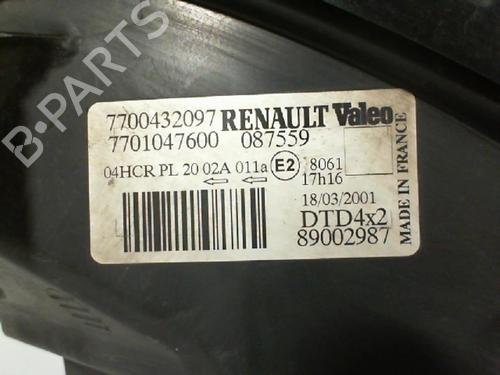 B-PARTS
7700432097 RENAULT Valeo
7701047600 087559
04HCR PL 20 02A 011a E2 8061
17h16
18/03/2001
DTD4x2
89002987
MADE IN FRANCE